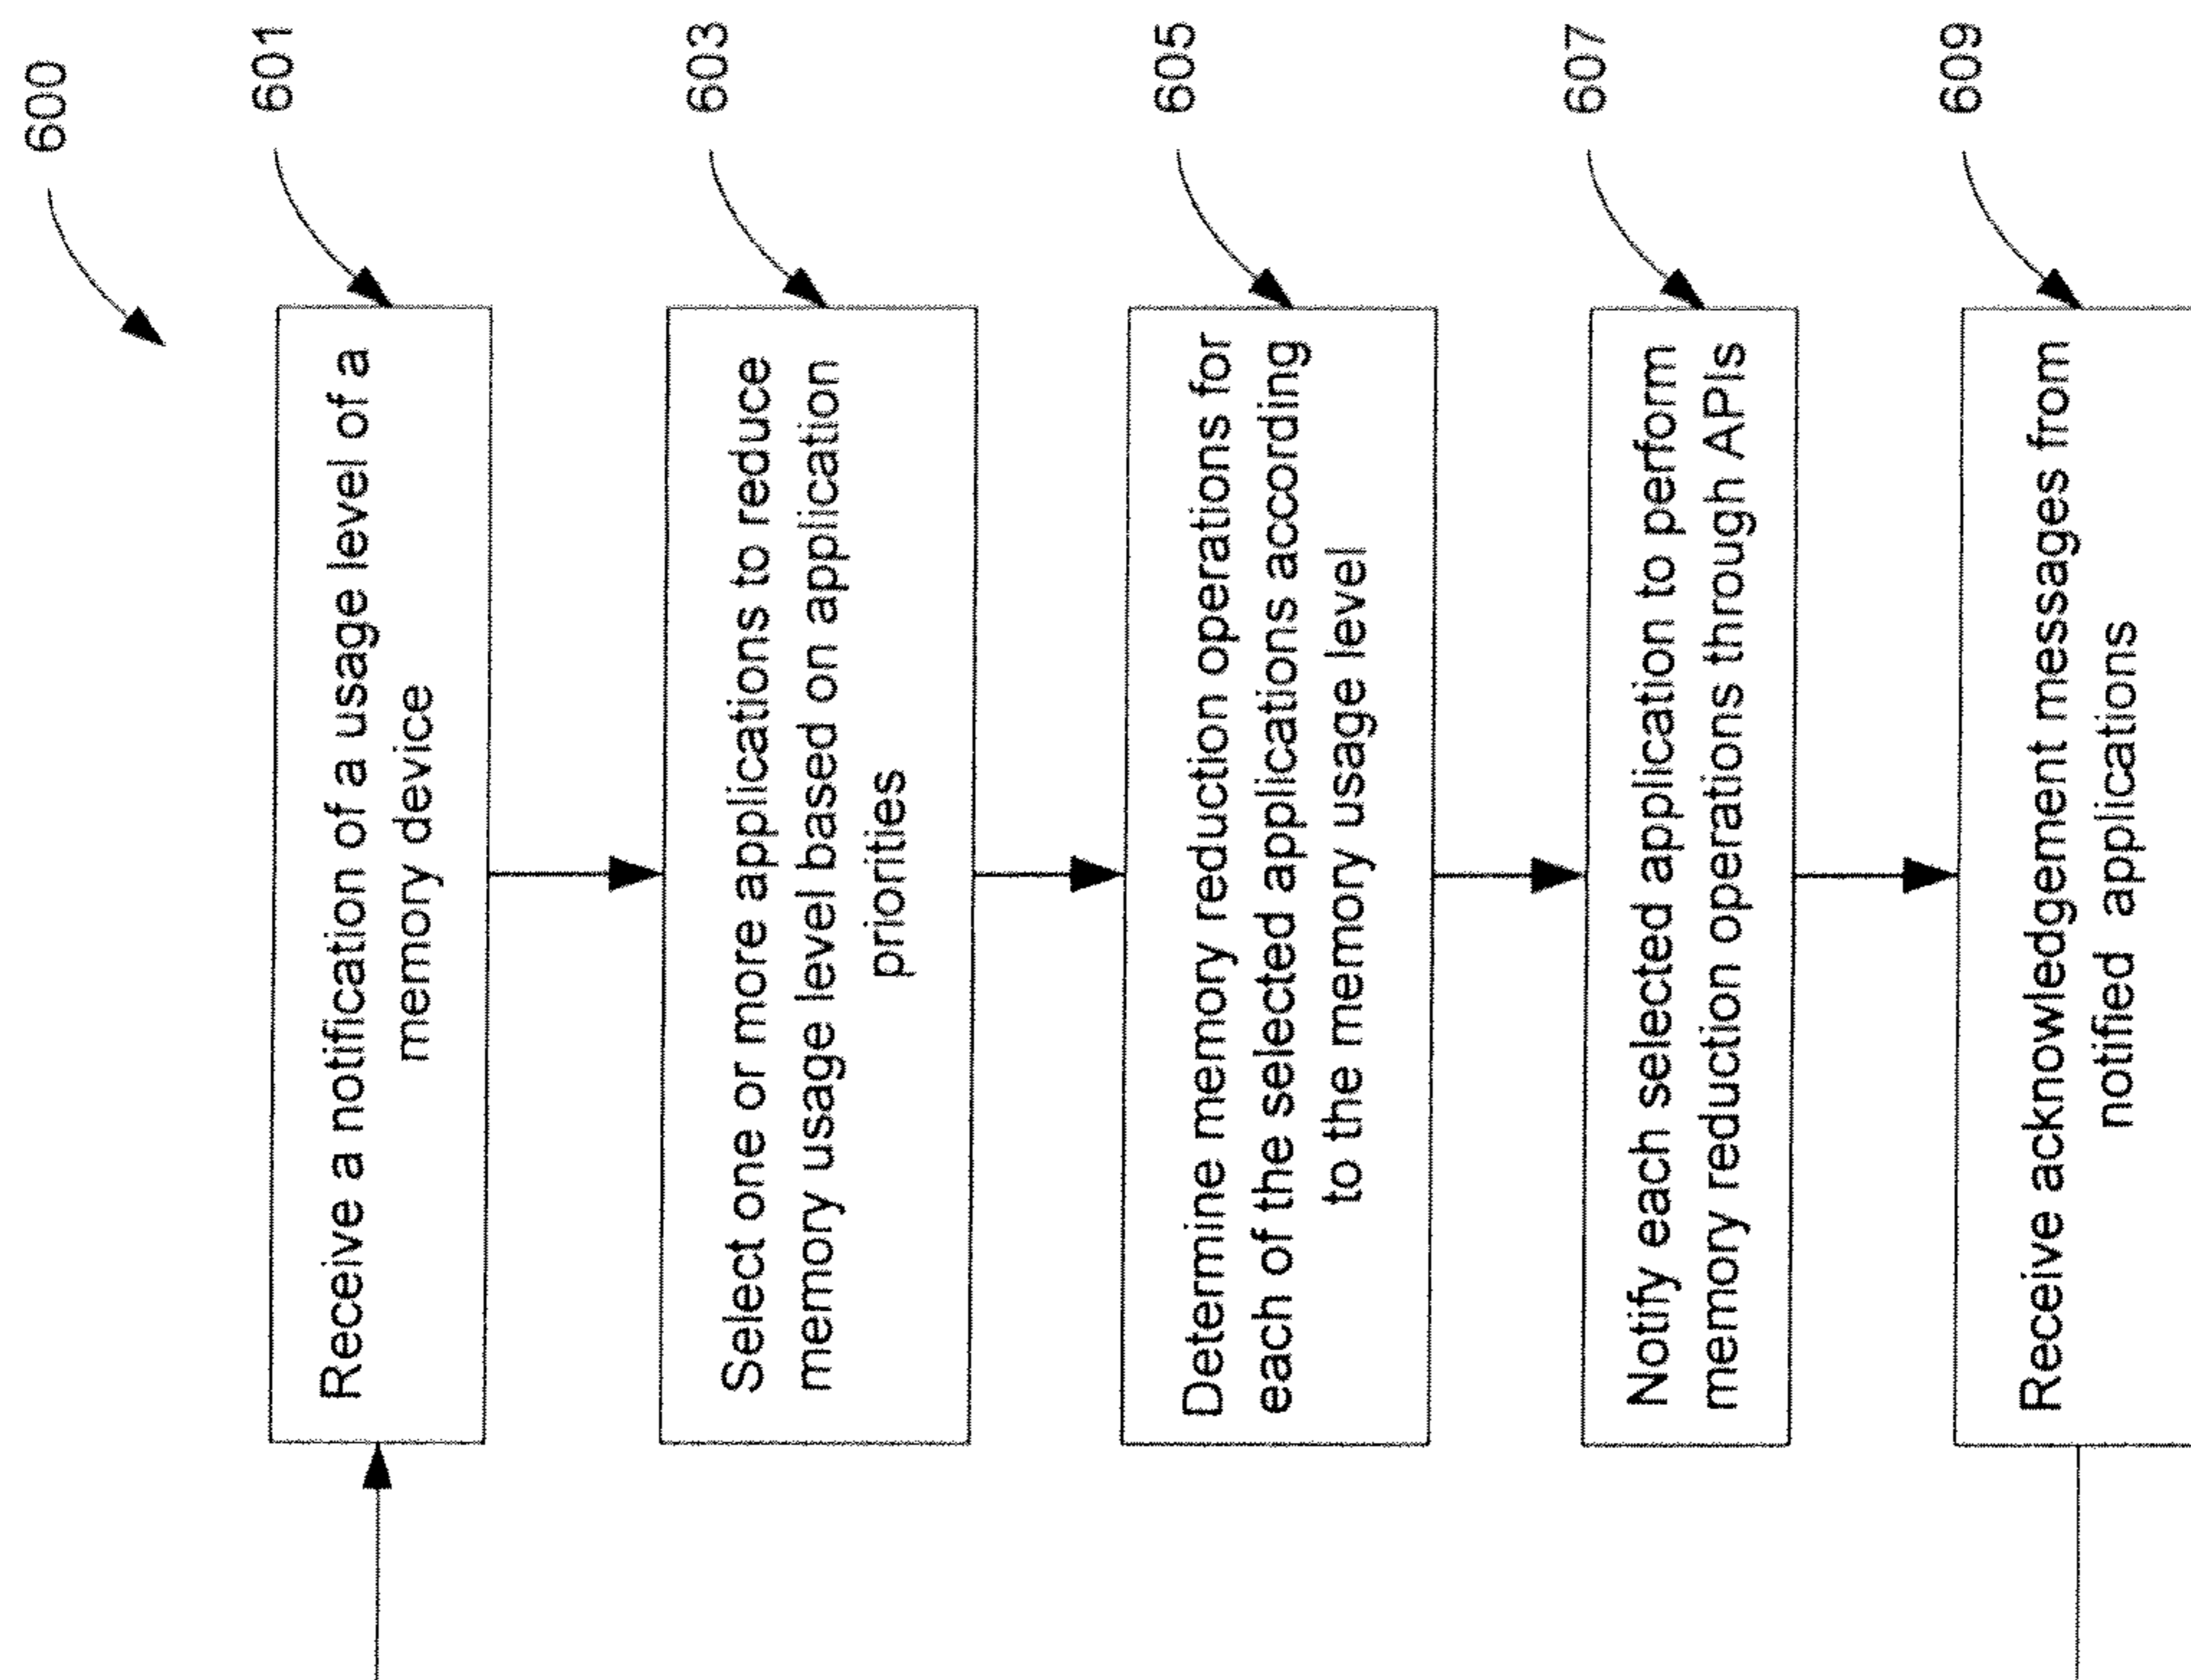 600
601
Receive a notification of a usage level of a
memory device
603
Select one or more applications to reduce
memory usage level based on application
priorities
605
Determine memory reduction operations for
each of the selected applications according
to the memory usage level
607
Notify each selected application to perform
memory reduction operations through APIs
609
Receive acknowledgement messages from
notified applications